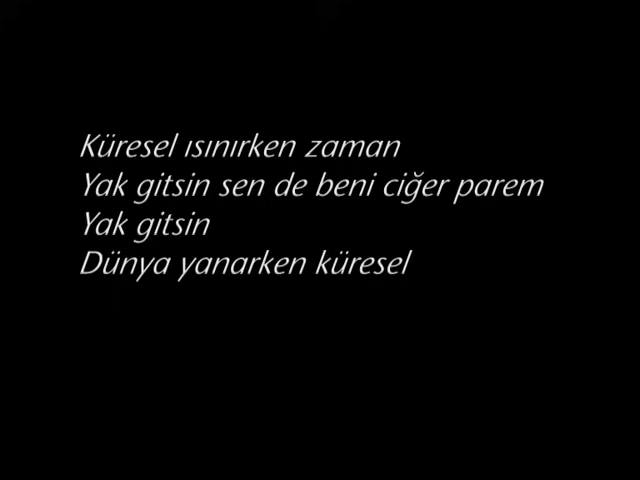 Küresel ısınırken zaman
Yak gitsin sen de beni ciğer parem
Yak gitsin
Dünya yanarken küresel